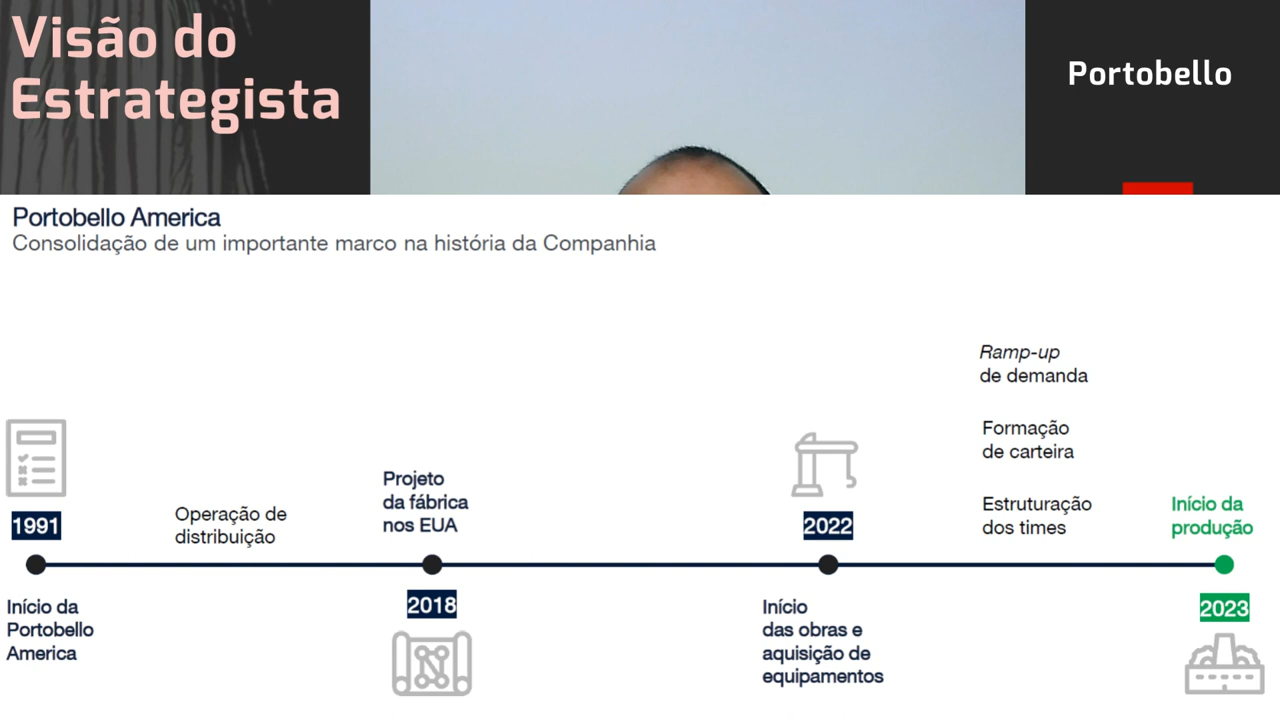 Visão do
Estrategista
Portobello
Portobello America
Consolidação de um importante marco na história da Companhia
1991
Início da
Portobello
America
Operação de
distribuição
Projeto
da fábrica
nos EUA
2018
2022
Início
das obras e
aquisição de
equipamentos
Ramp-up
de demanda
Formação
de carteira
Estruturação
dos times
Início da
produção
2023